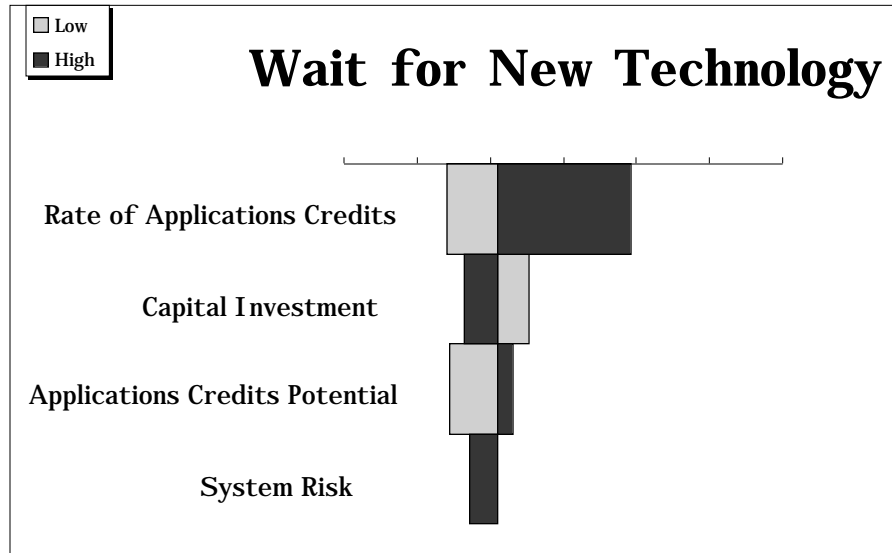 Low
High
Wait for New Technology
Rate of Applications Credits
Capital Investment
Applications Credits Potential
System Risk